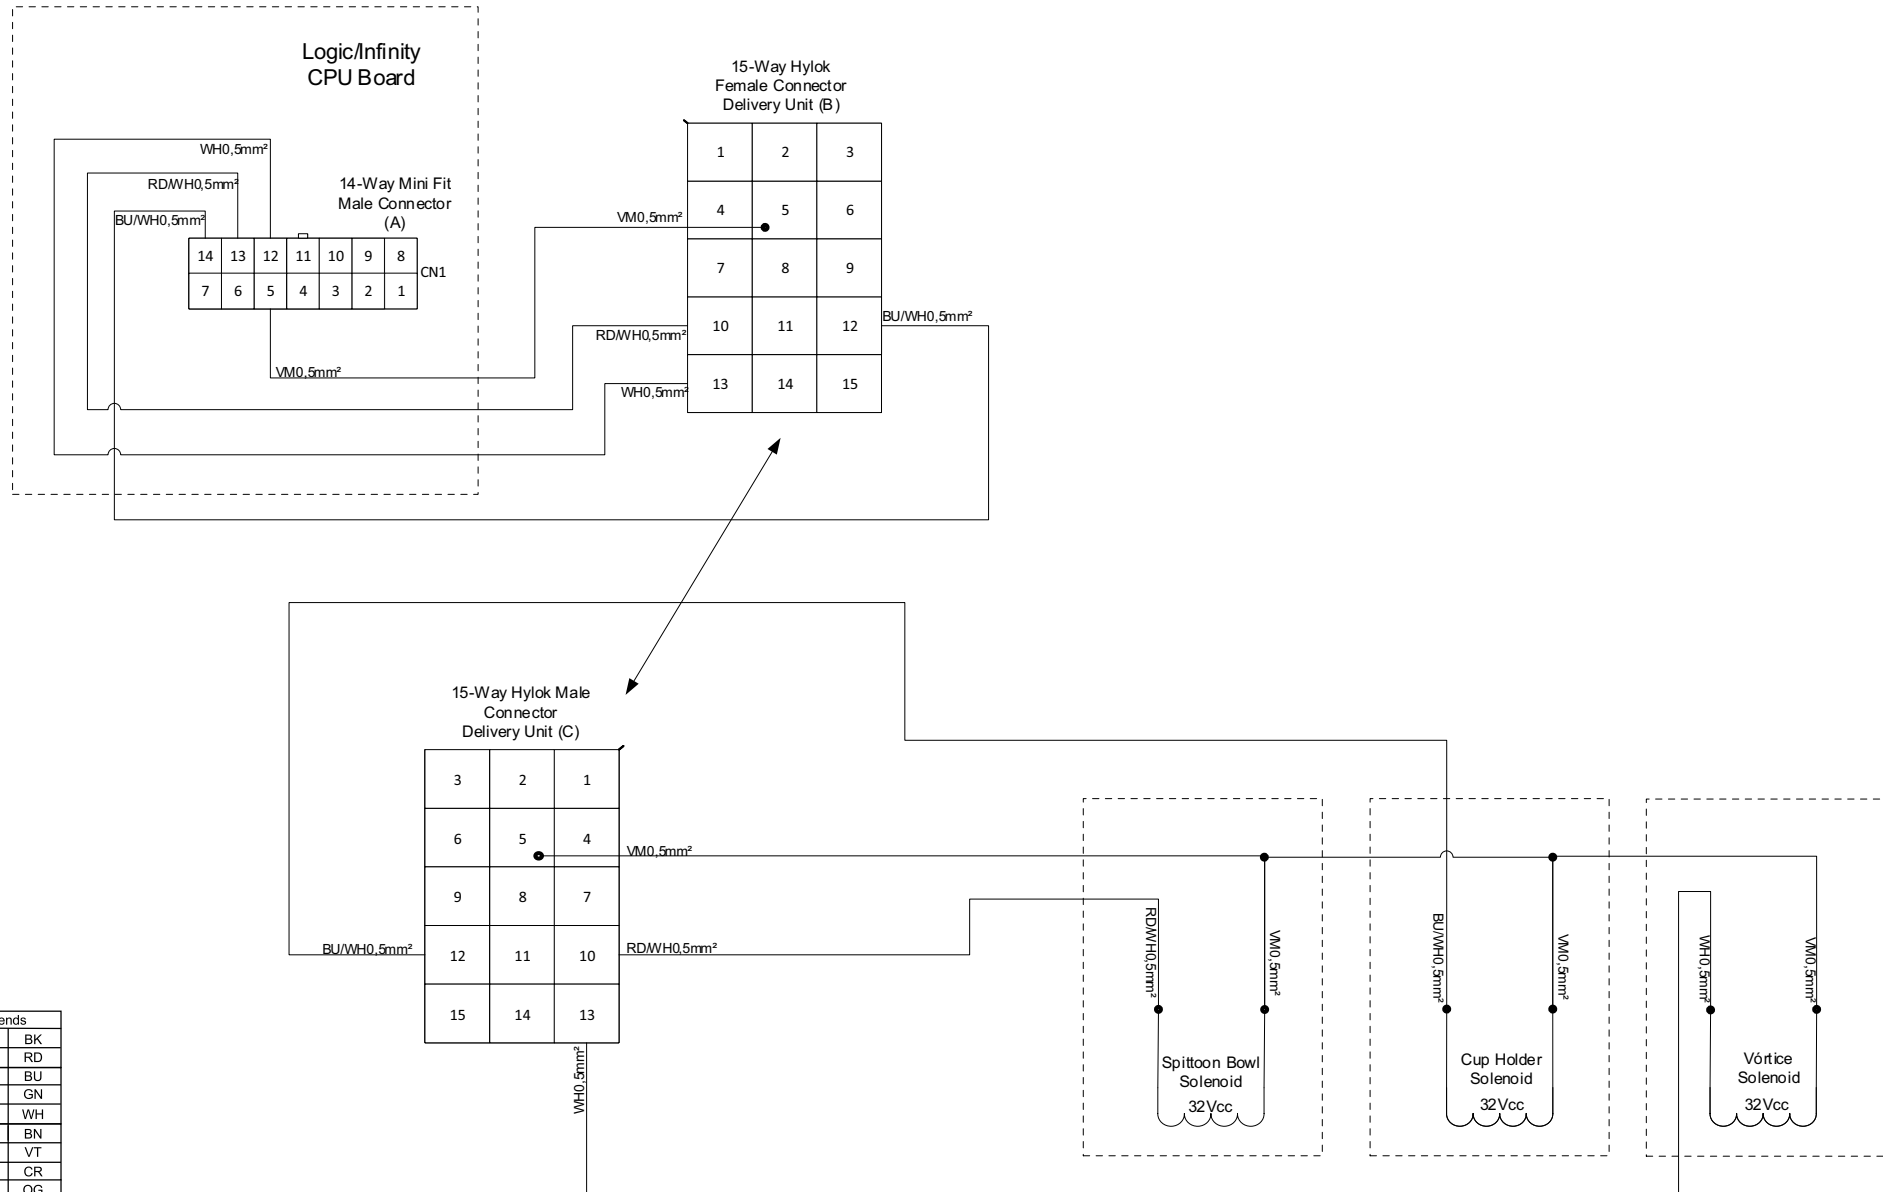 Logic/Infinity
CPU Board
WH0,5mm²
RD/WH0,5mm²
BU/WH0,5mm²
14-Way Mini Fit
Male Connector
(A)
14 13 12 11 10 9 8
7 6 5 4 3 2 1
CN1
VM0,5mm²
15-Way Hylok
Female Connector
Delivery Unit (B)
1 2 3
4 5 6
7 8 9
10 11 12
13 14 15
VM0,5mm²
RD/WH0,5mm²
WH0,5mm²
BU/WH0,5mm²
15-Way Hylok Male
Connector
Delivery Unit (C)
3 2 1
6 5 4
9 8 7
12 11 10
15 14 13
VM0,5mm²
BU/WH0,5mm²
RD/WH0,5mm²
WH0,5mm²
RD/WH0,5mm²
VM0,5mm²
Spittoon Bowl
Solenoid
32Vcc
BU/WH0,5mm²
VM0,5mm²
Cup Holder
Solenoid
32Vcc
WH0,5mm²
VM0,5mm²
Vórtice
Solenoid
32Vcc
ends
BK
RD
BU
GN
WH
BN
VT
CR
OG